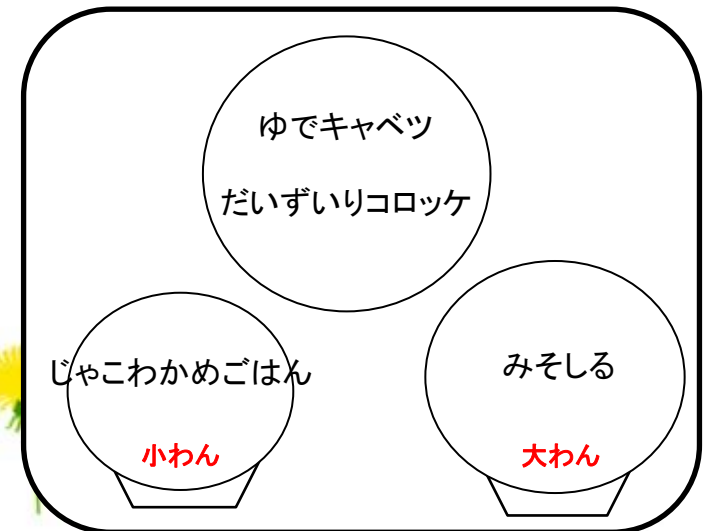 ゆでキャベツ
だいずいりコロッケ
じゃこわかめごはん
小わん
みそしる
大わん